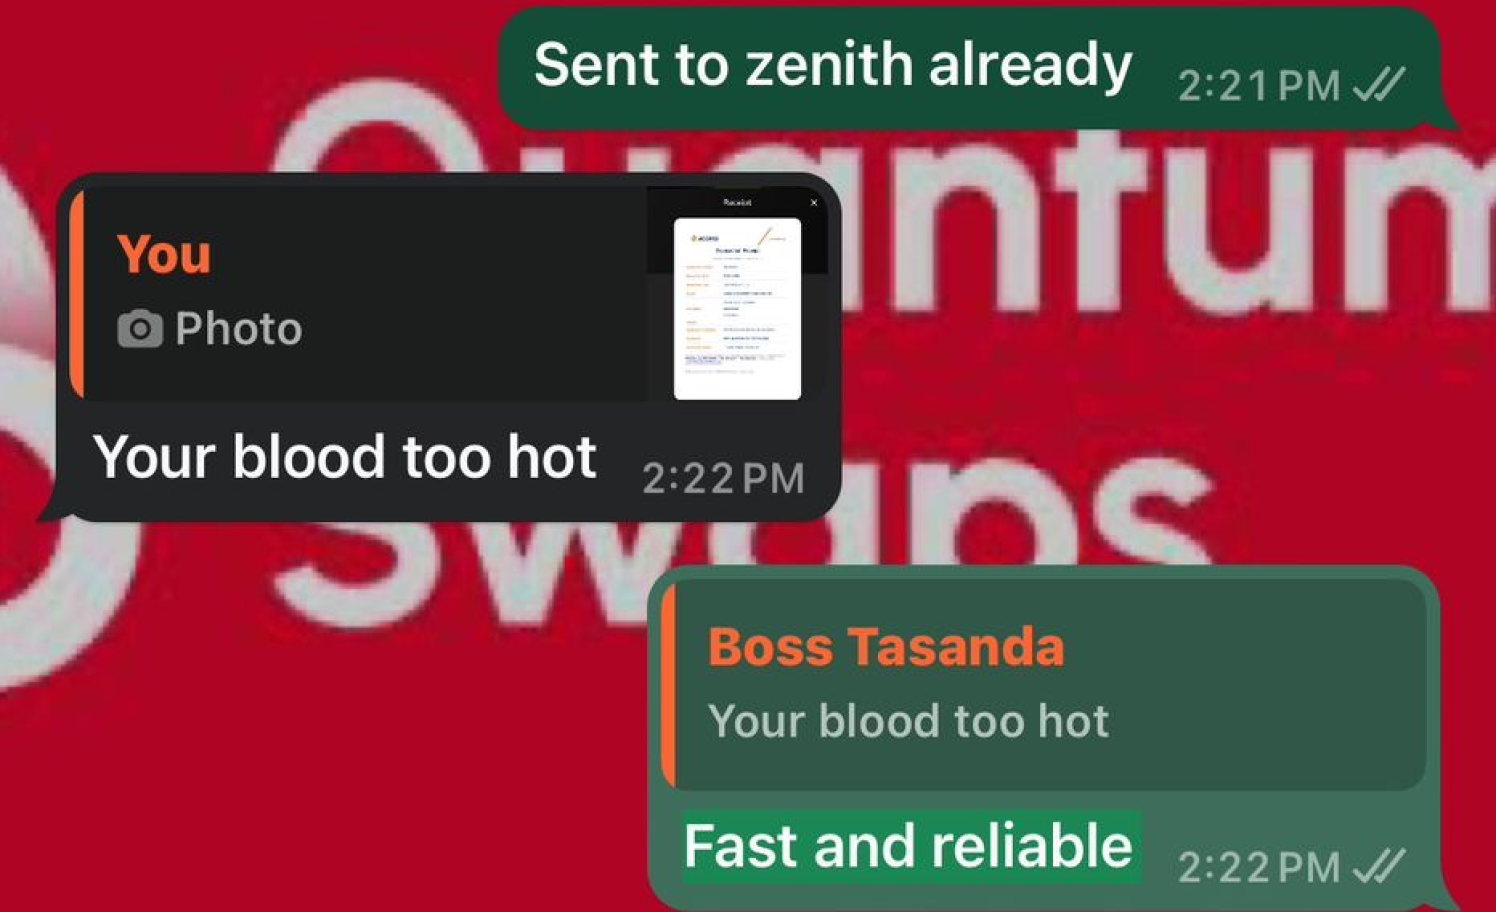 Sent to zenith already
2:21 PM
Quantum
You
Receipt
Photo
Your blood too hot
2:22 PM
Swaps
Boss Tasanda
Your blood too hot
Fast and reliable
2:22 PM